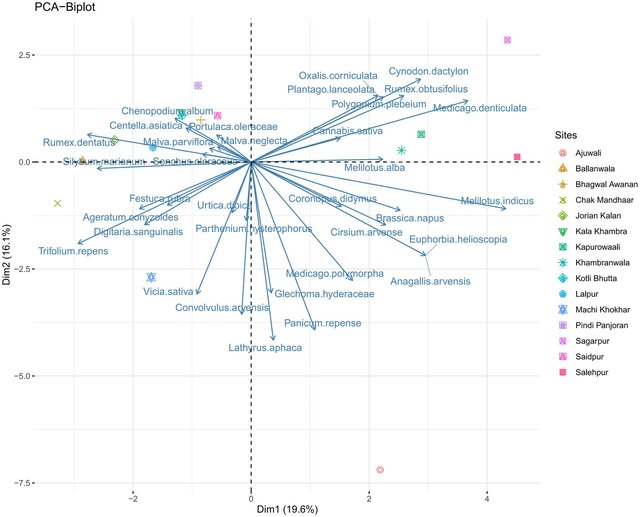 PCA−Biplot
Oxalis.corniculata
Cynodon.dactylon
Plantago.lanceolata
Rumex.obtusifolius
Polygonum.plebeium
Medicago.denticulata
Chenopodium.album
Centella.asiatica
Portulaca.oleraceae
Cannabis.sativa
Rumex.dentatus
Malva.parviflora
Malva.neglecta
Silybum.marianum
Sonchus.oleraceus
Melilotus.alba
Festuca.rubra
Urtica.dioica
Coronopus.didymus
Melilotus.indicus
Ageratum.conyzoides
Brassica.napus
Digitaria.sanguinalis
Parthenium.hysterophorus
Cirsium.arvense
Euphorbia.helioscopia
Trifolium.repens
Medicago.polymorpha
Anagallis.arvensis
Vicia.sativa
Glechoma.hyderaceae
Convolvulus.arvensis
Panicum.repense
Lathyrus.aphaca
2.5
0.0
−2.5
−5.0
−7.5
Dim2 (16.1%)
−2
0
2
4
Dim1 (19.6%)
Sites
Ajuwali
Ballanwala
Bhagwal Awanan
Chak Mandhaar
Jorian Kalan
Kala Khambra
Kapurowaali
Khambranwala
Kotli Bhutta
Lalpur
Machi Khokhar
Pindi Panjoran
Sagarpur
Saidpur
Salehpur